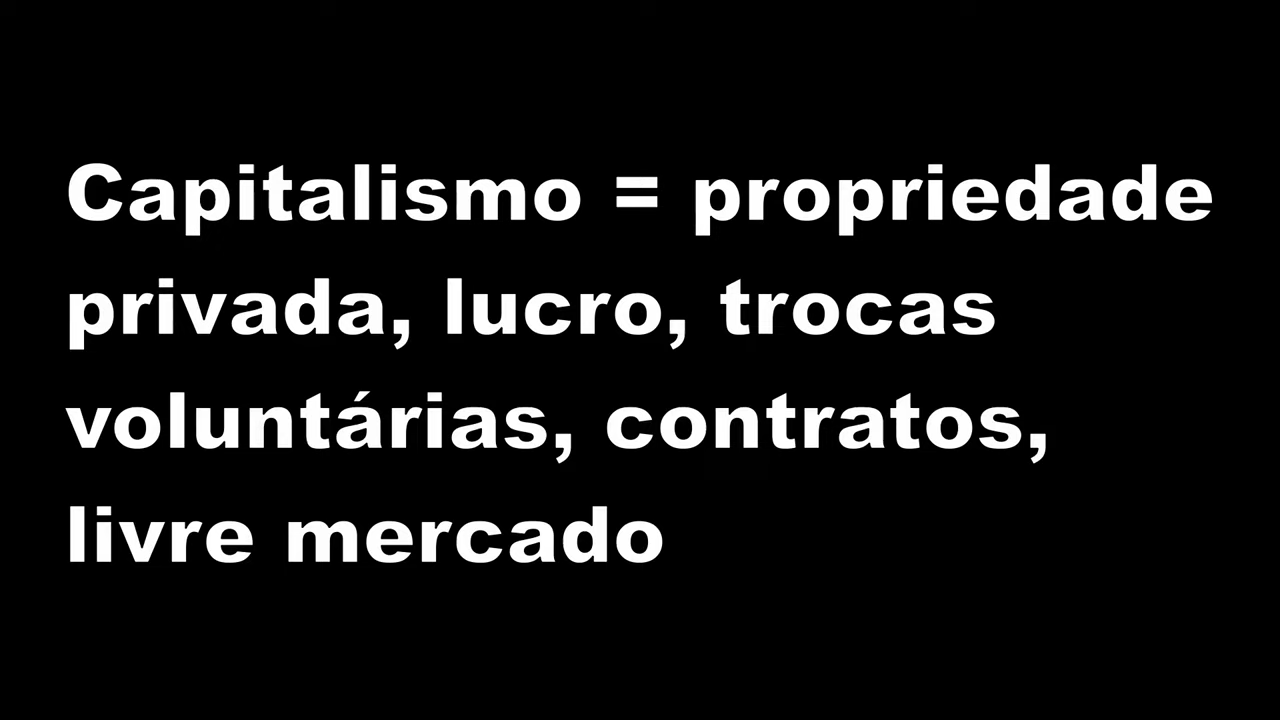 Capitalismo = propriedade
privada, lucro, trocas
voluntárias, contratos,
livre mercado